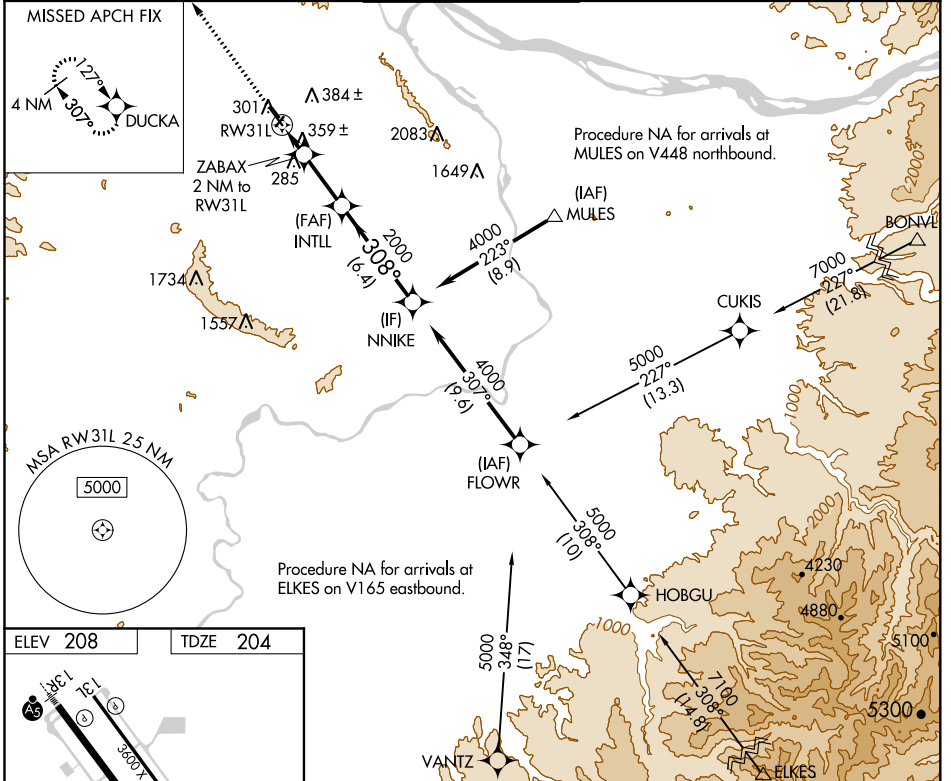 MISSED APCH FIX
127°
4 NM
307°
DUCKA
301
384 ±
RW31L
359 ±
ZABAX
2 NM to
RW31L
285
2083
1649
Procedure NA for arrivals at
MULES on V448 northbound.
(IAF)
MULES
2000
BONVL
(FAF)
INTLL
2000
308°
(6.4)
4000
223°
(8.9)
7000
227°
(21.8)
1734
1557
(IF)
NNIKE
CUKIS
5000
227°
(13.3)
4000
307°
(9.6)
1000
MSA RW31L 25 NM
5000
(IAF)
FLOWR
2000
5000
308°
(10)
Procedure NA for arrivals at
ELKES on V165 eastbound.
HOBGU
4230
4880
5100
1000
5000
348°
(17)
7100
308°
(14.8)
5300
VANTZ
ELKES
ELEV 208
TDZE 204
13R
13L
A5
P
P
3600 X